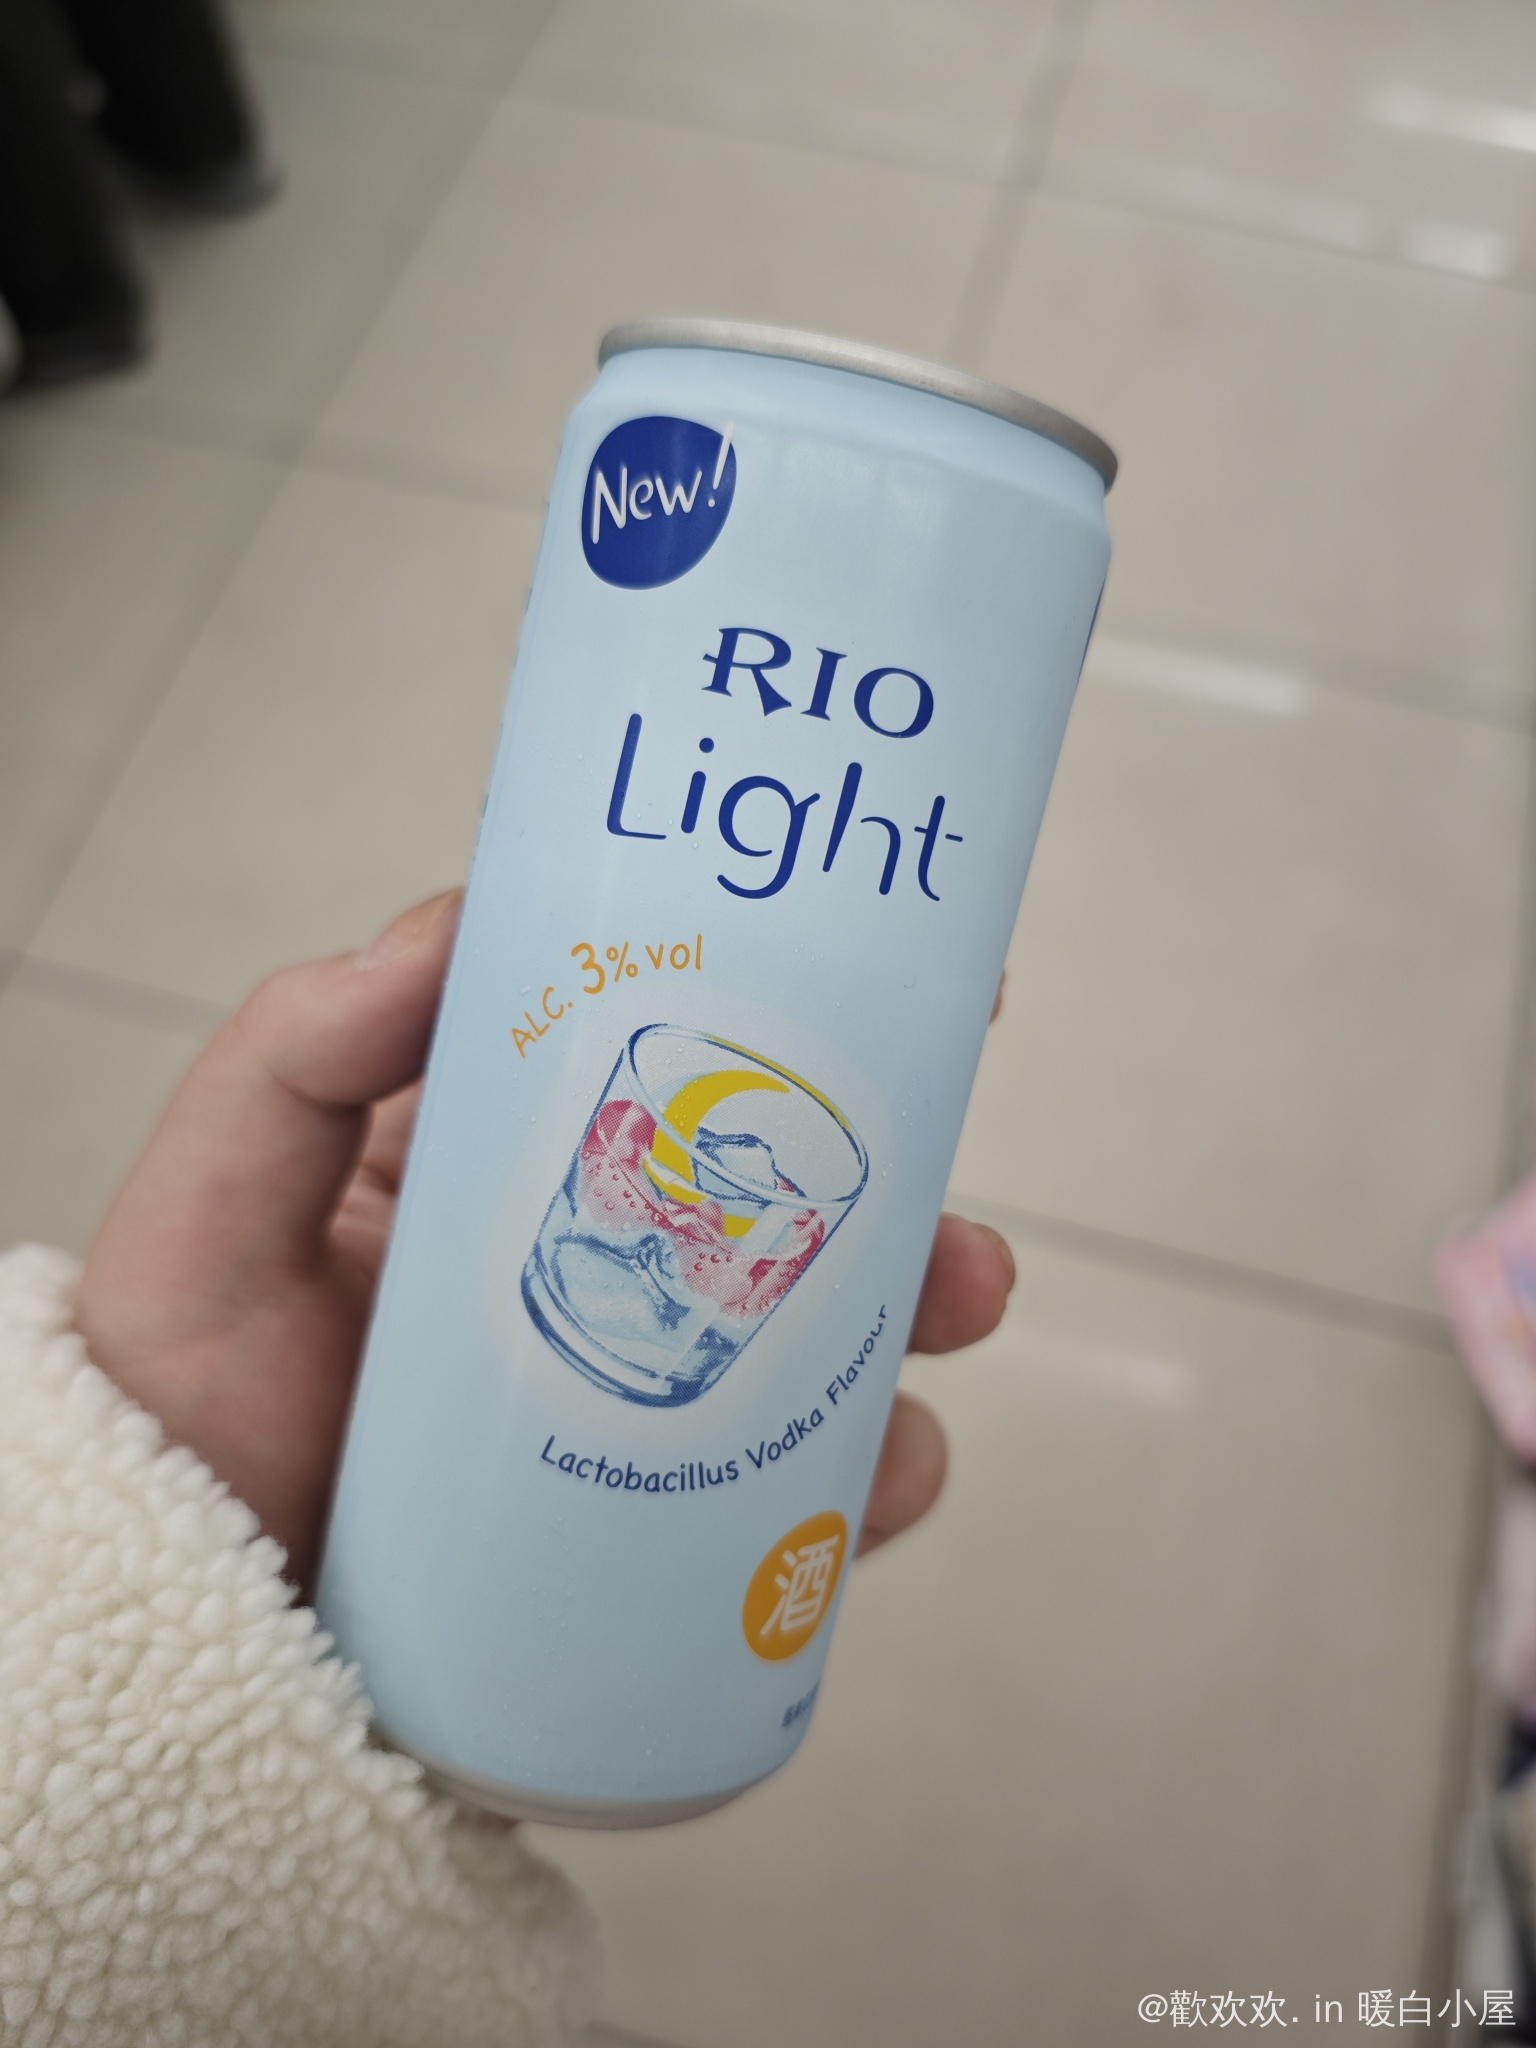 New!
RIO
Light
ALC. 3% vol
Lactobacillus Vodka Flavour
酒
@歡欢欢. in 暖白小屋